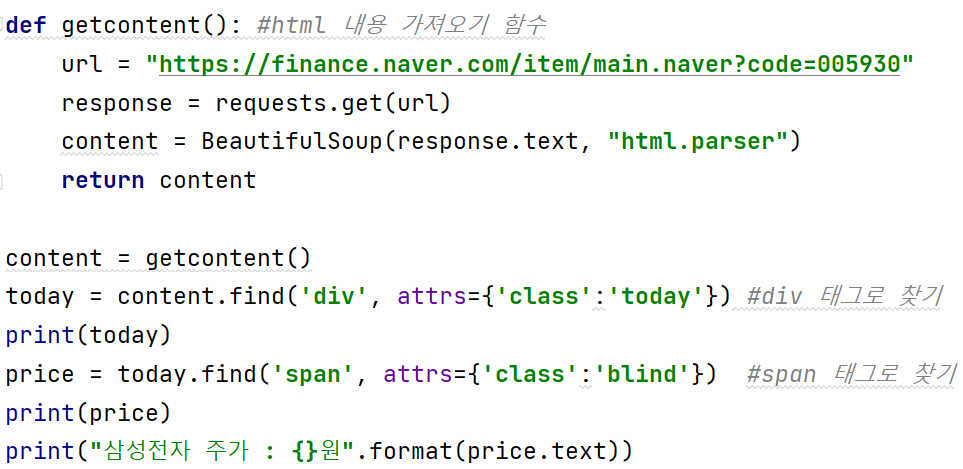 def getcontent(): #html 내용 가져오기 함수
    url = "https://finance.naver.com/item/main.naver?code=005930"
    response = requests.get(url)
    content = BeautifulSoup(response.text, "html.parser")
    return content

content = getcontent()
today = content.find('div', attrs={'class':'today'}) #div 태그로 찾기
print(today)
price = today.find('span', attrs={'class':'blind'})  #span 태그로 찾기
print(price)
print("삼성전자 주가 : {}원".format(price.text))